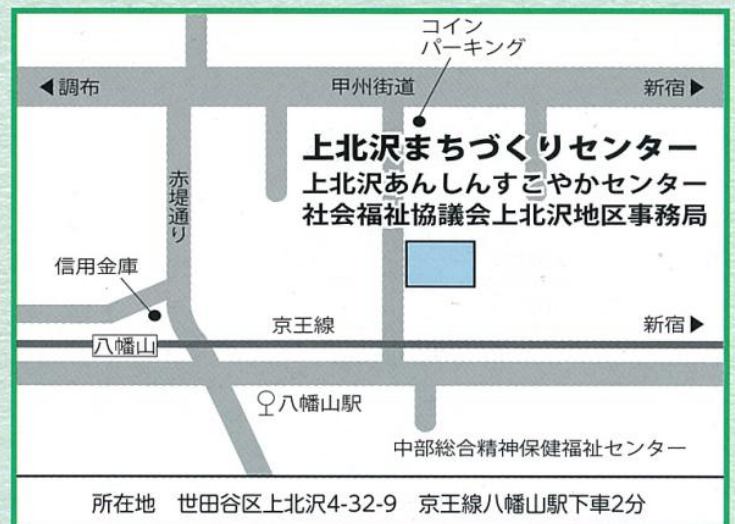 コイン
パーキング
◀調布
甲州街道
新宿▶
上北沢まちづくりセンター
上北沢あんしんすこやかセンター
社会福祉協議会上北沢地区事務局
赤堤通り
信用金庫
京王線
新宿▶
八幡山
八幡山駅
中部総合精神保健福祉センター
所在地 世田谷区上北沢4-32-9 京王線八幡山駅下車2分